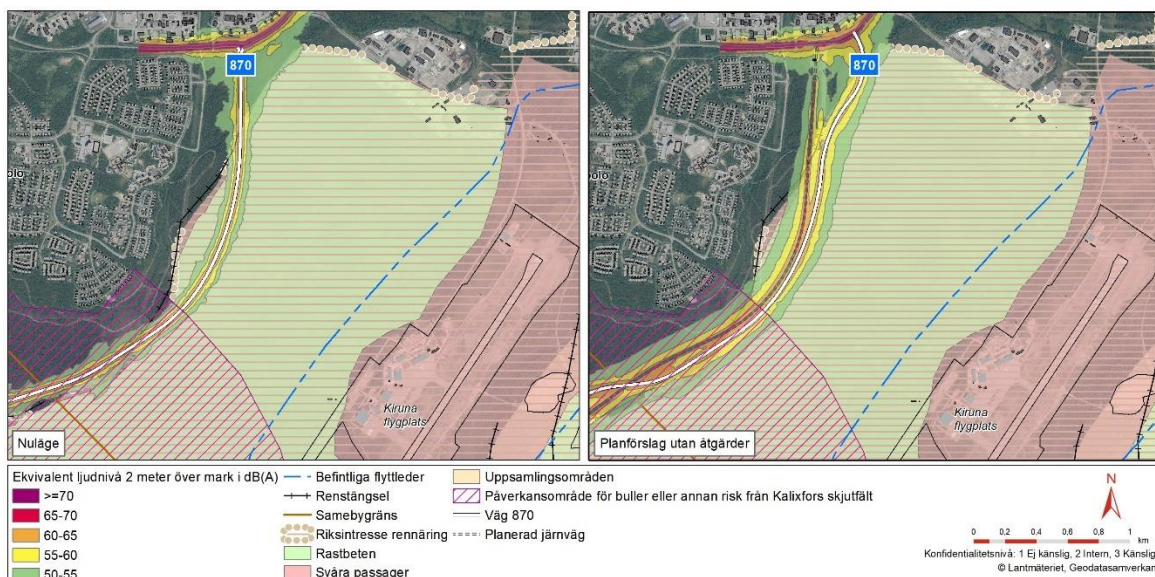 870
870
olo
polo
Kiruna
flygplats
Kiruna
flygplats
Nuläge
Planförslag utan åtgärder
Ekvivalent ljudnivå 2 meter över mark i dB(A)
>=70
65-70
60-65
55-60
50-55
Befintliga flyttleder
Renstängsel
Samebygräns
Riksintresse rennäring
Rastbeten
Svåra passager
Uppsamlingsområden
Påverkansområde för buller eller annan risk från Kalixfors skjutfält
Väg 870
Planerad järnväg
N
0 0,2 0,4 0,6 0,8 1
km
Konfidentialitetsnivå: 1 Ej känslig, 2 Intern, 3 Känslig
© Lantmäteriet, Geodatasamverkan